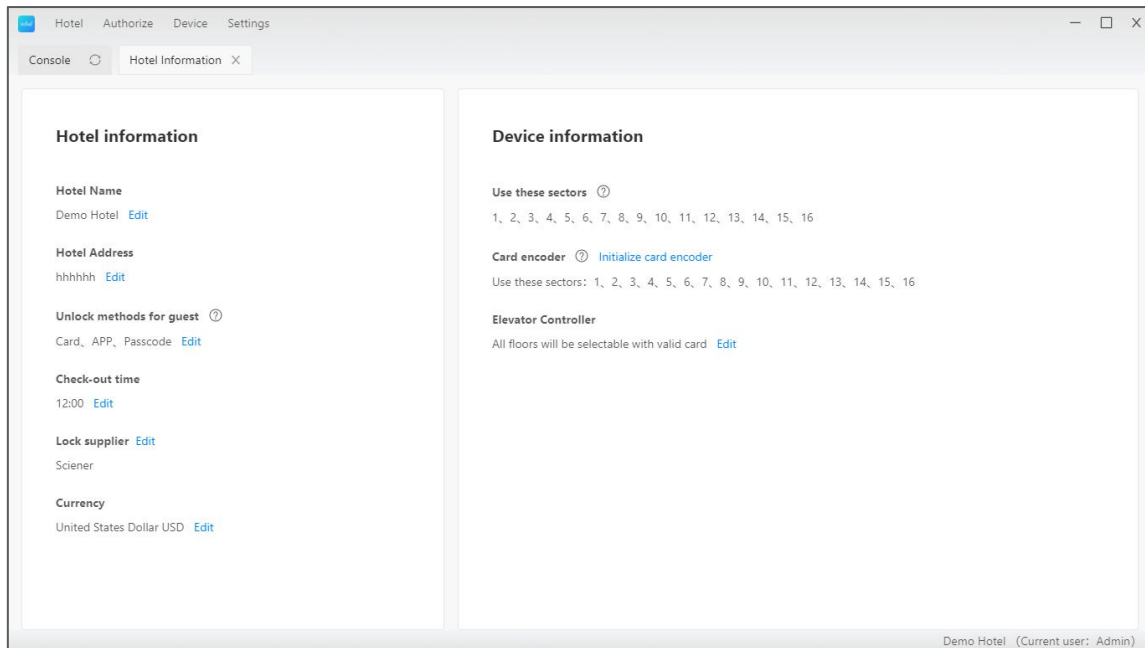 Hotel Authorize Device Settings
Console Hotel Information
Hotel information
Hotel Name
Demo Hotel Edit
Hotel Address
hhhhhh Edit
Unlock methods for guest
Card、APP、Passcode Edit
Check-out time
12:00 Edit
Lock supplier Edit
Sciener
Currency
United States Dollar USD Edit
Device information
Use these sectors
1、2、3、4、5、6、7、8、9、10、11、12、13、14、15、16
Card encoder Initialize card encoder
Use these sectors：1、2、3、4、5、6、7、8、9、10、11、12、13、14、15、16
Elevator Controller
All floors will be selectable with valid card Edit
Demo Hotel （Current user：Admin）